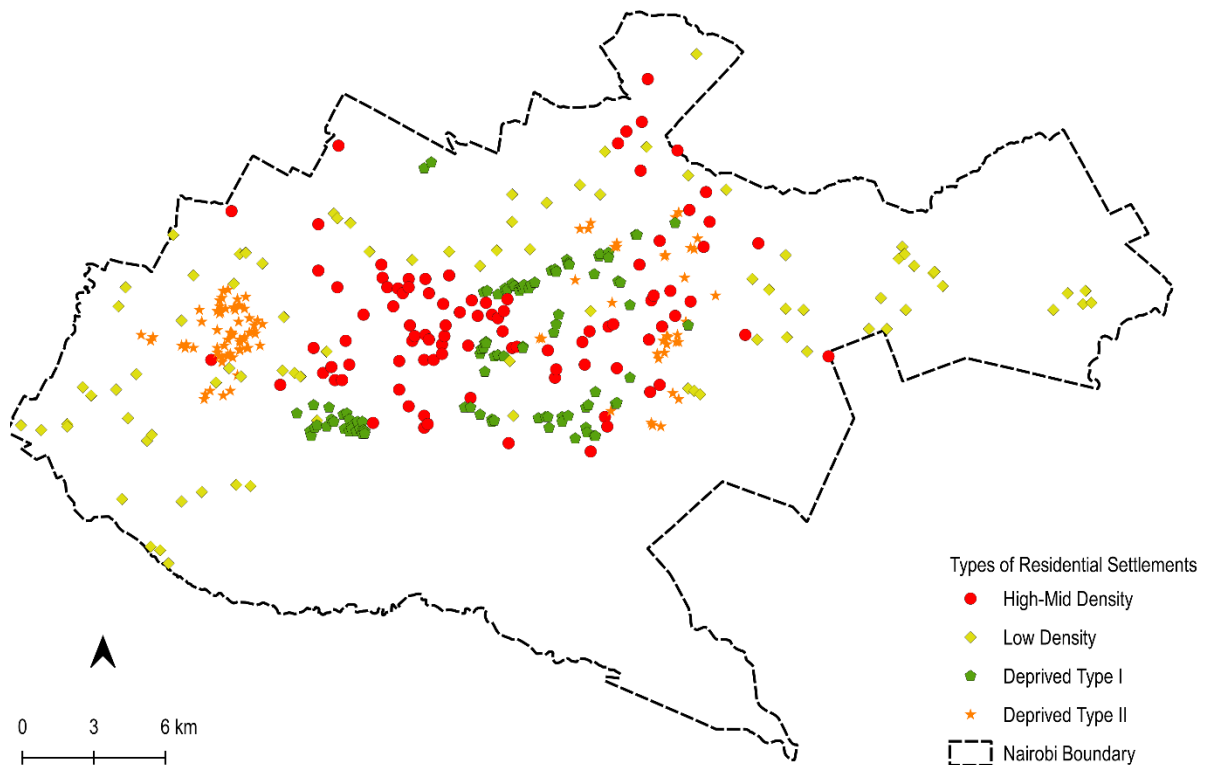 Types of Residential Settlements
High-Mid Density
Low Density
Deprived Type I
Deprived Type II
Nairobi Boundary
0 3 6 km